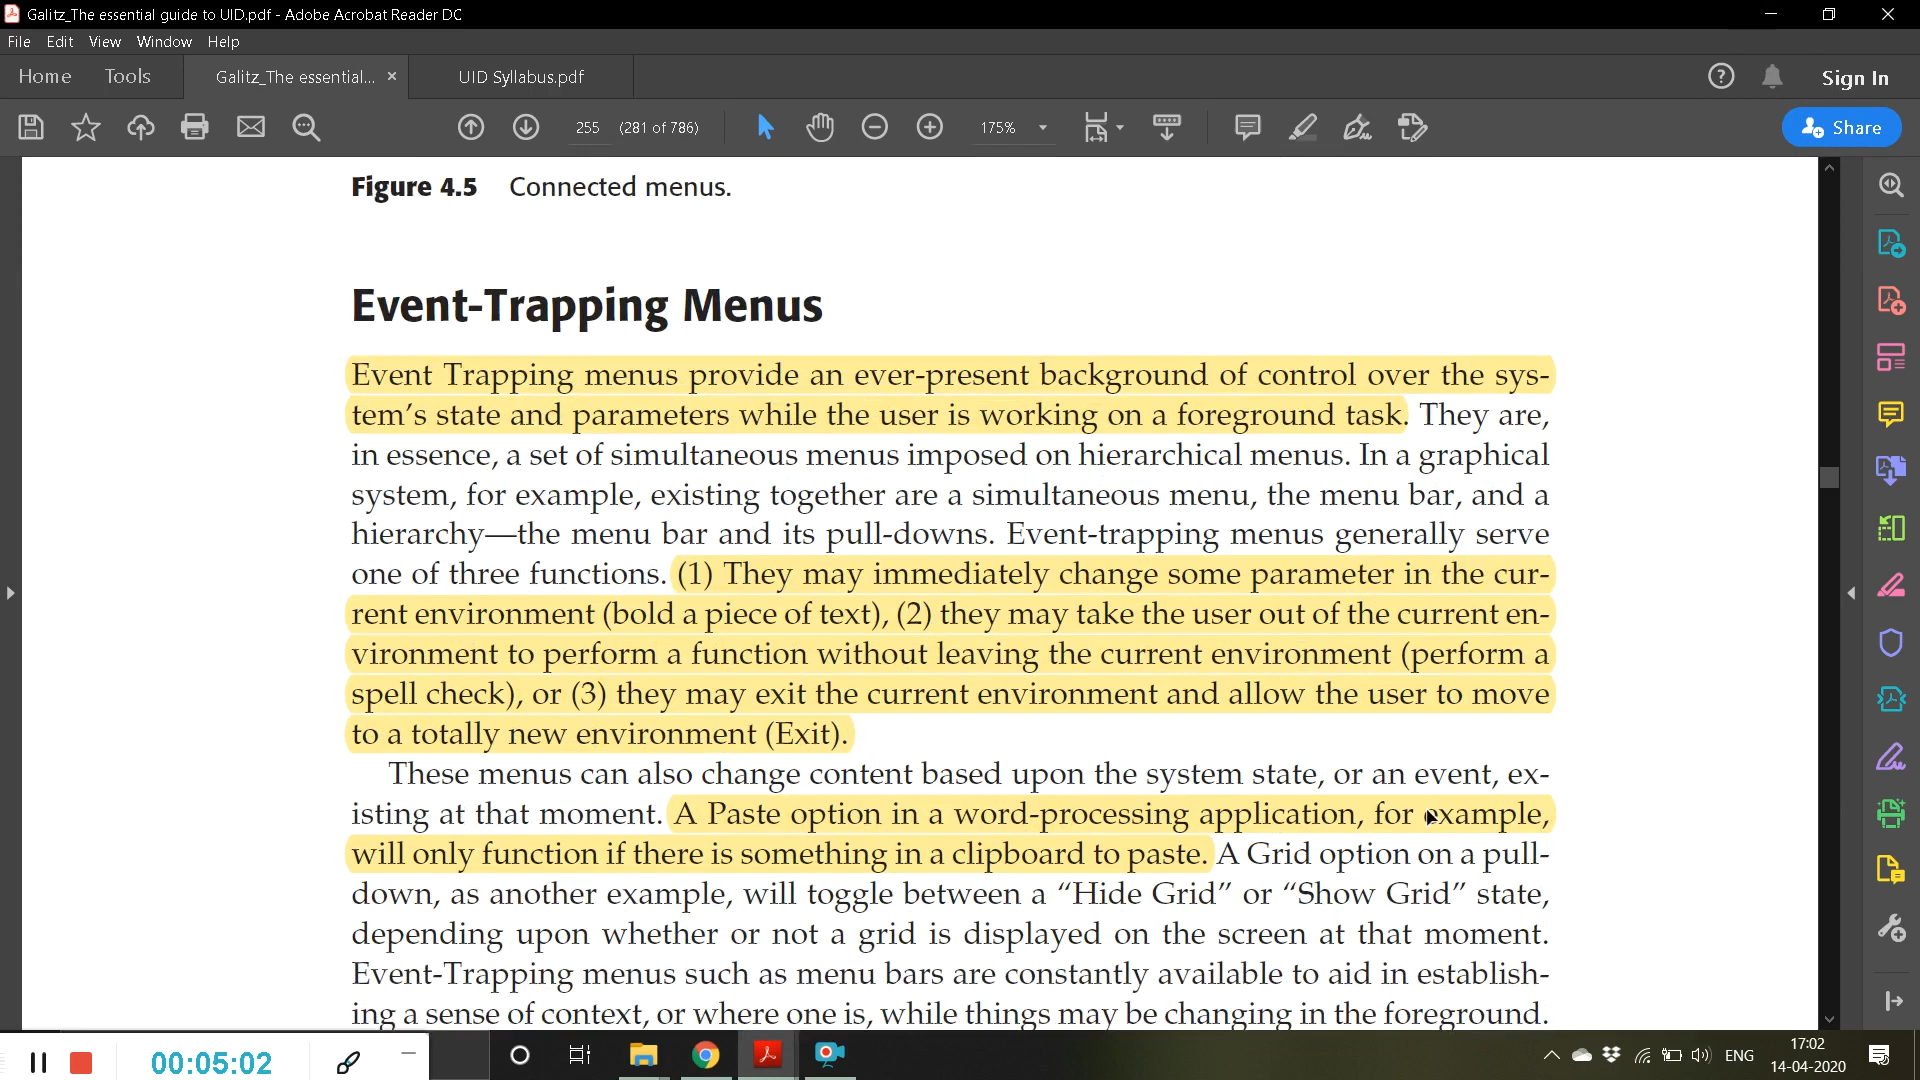 Galitz_The essential guide to UID.pdf - Adobe Acrobat Reader DC
File Edit View Window Help
Home Tools Galitz_The essential... × UID Syllabus.pdf Sign In
255 (281 of 786) 175% Share
Figure 4.5 Connected menus.
Event-Trapping Menus
Event Trapping menus provide an ever-present background of control over the sys-
tem’s state and parameters while the user is working on a foreground task. They are,
in essence, a set of simultaneous menus imposed on hierarchical menus. In a graphical
system, for example, existing together are a simultaneous menu, the menu bar, and a
hierarchy—the menu bar and its pull-downs. Event-trapping menus generally serve
one of three functions. (1) They may immediately change some parameter in the cur-
rent environment (bold a piece of text), (2) they may take the user out of the current en-
vironment to perform a function without leaving the current environment (perform a
spell check), or (3) they may exit the current environment and allow the user to move
to a totally new environment (Exit).
These menus can also change content based upon the system state, or an event, ex-
isting at that moment. A Paste option in a word-processing application, for example,
will only function if there is something in a clipboard to paste. A Grid option on a pull-
down, as another example, will toggle between a “Hide Grid” or “Show Grid” state,
depending upon whether or not a grid is displayed on the screen at that moment.
Event-Trapping menus such as menu bars are constantly available to aid in establish-
ing a sense of context, or where one is, while things may be changing in the foreground.
00:05:02
ENG
17:02
14-04-2020